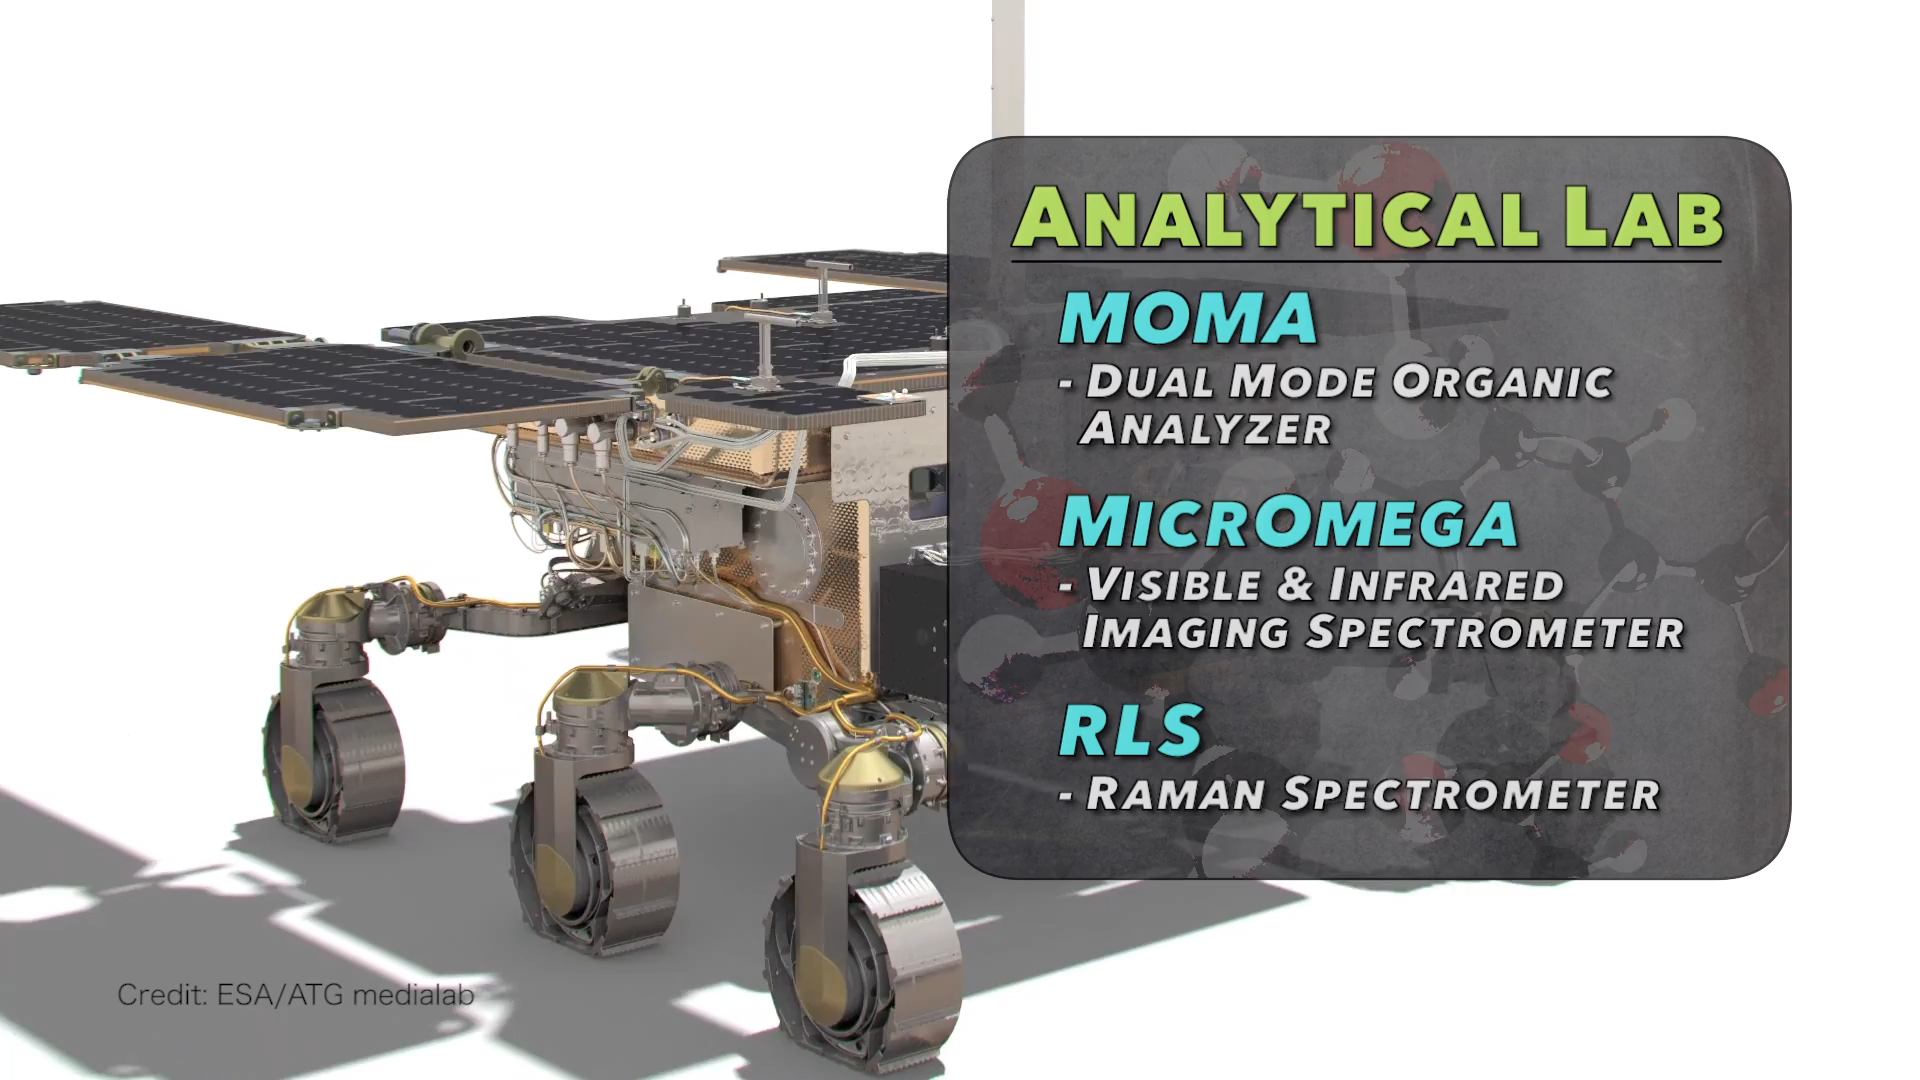 ANALYTICAL LAB
MOMA
- DUAL MODE ORGANIC
ANALYZER
MICROMEGA
- VISIBLE & INFRARED
IMAGING SPECTROMETER
RLS
- RAMAN SPECTROMETER
Credit: ESA/ATG medialab